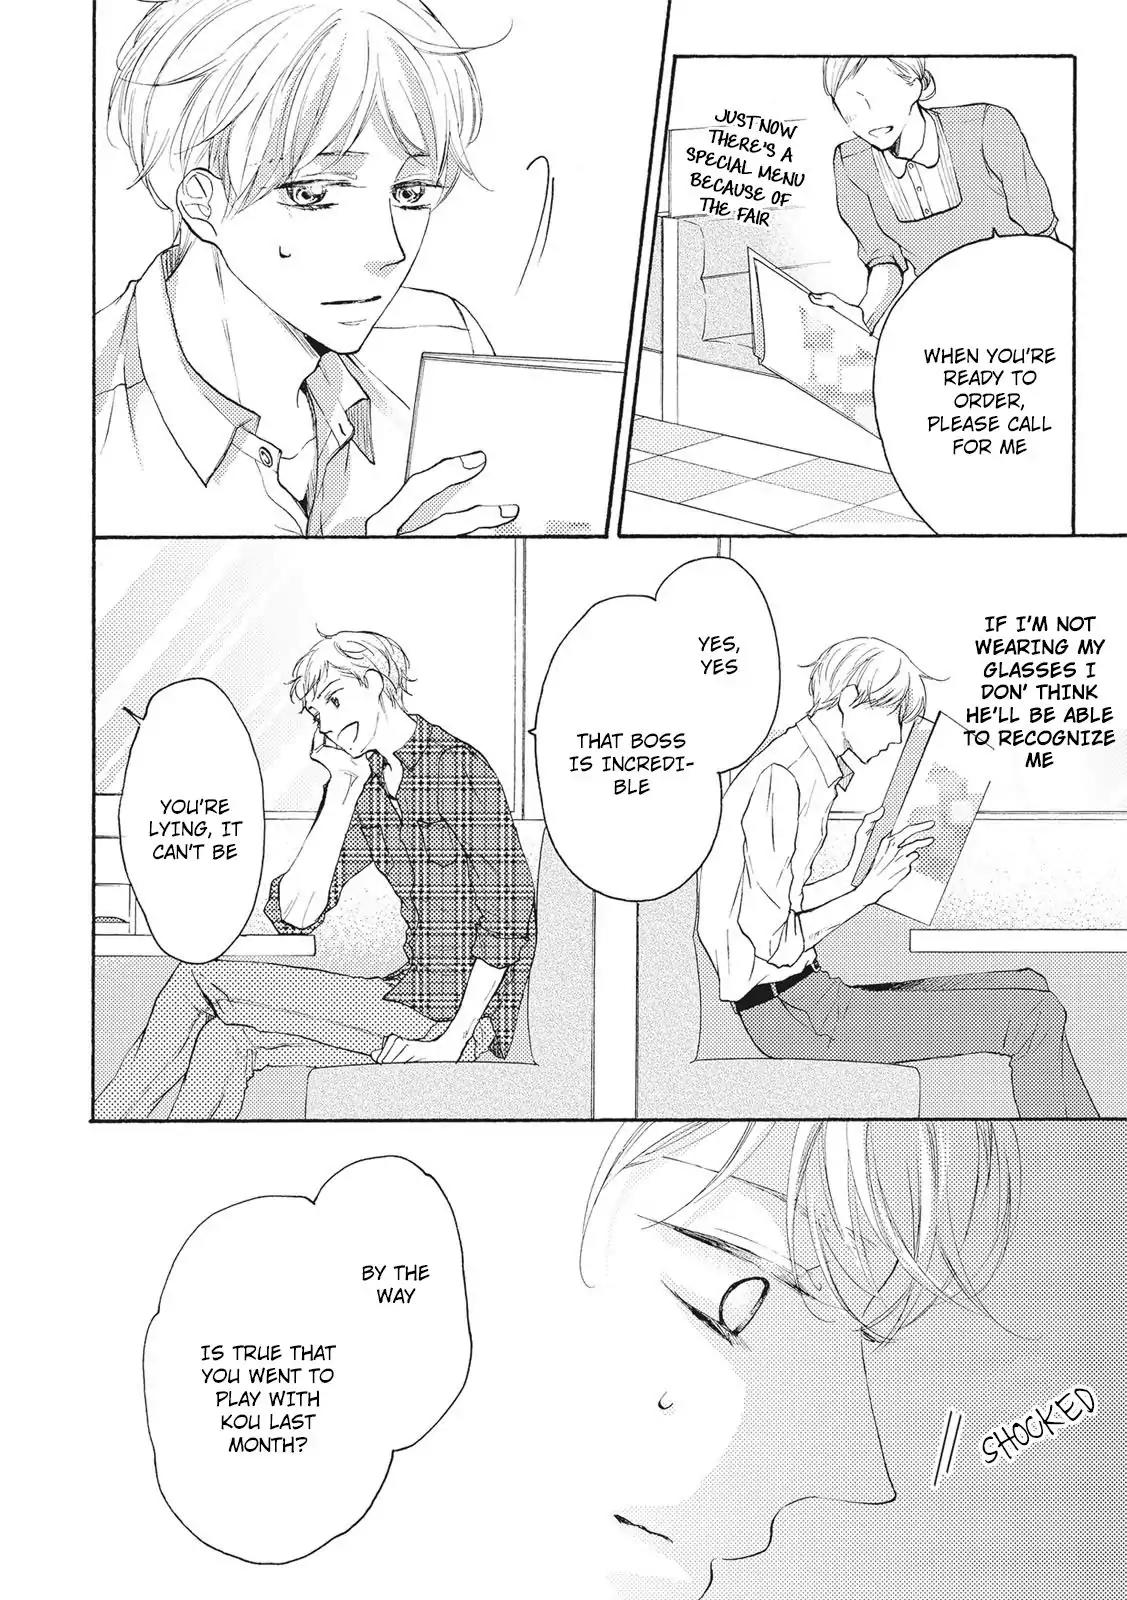 JUST NOW
THERE'S A
SPECIAL MENU
BECAUSE OF
THE FAIR
WHEN YOU'RE
READY TO
ORDER,
PLEASE CALL
FOR ME
IF I'M NOT
WEARING MY
GLASSES I
DON' THINK
HE'LL BE ABLE
TO RECOGNIZE
ME
YES,
YES
THAT BOSS
IS INCREDI-
BLE
YOU'RE
LYING, IT
CAN'T BE
BY THE
WAY
IS TRUE THAT
YOU WENT TO
PLAY WITH
KOU LAST
MONTH?
SHOCKED